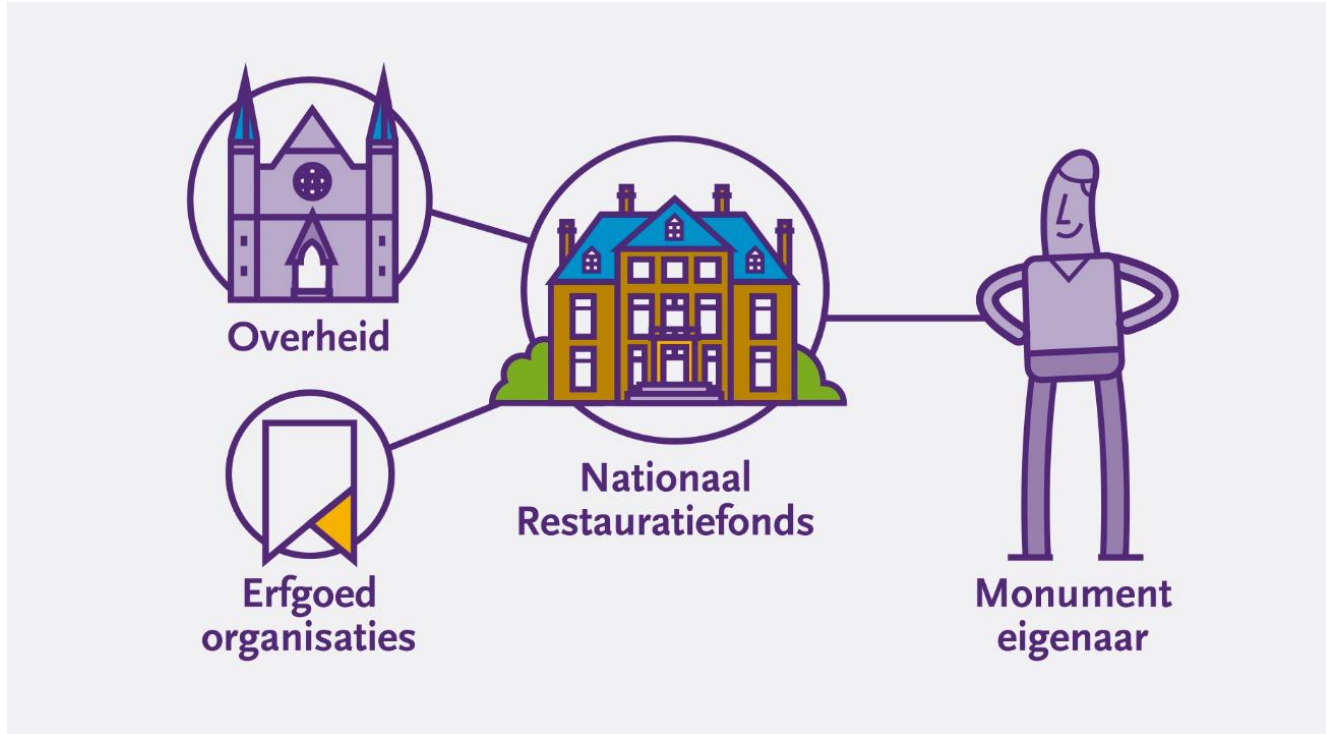 Overheid
Erfgoed
organisaties
Nationaal
Restauratiefonds
Monument
eigenaar